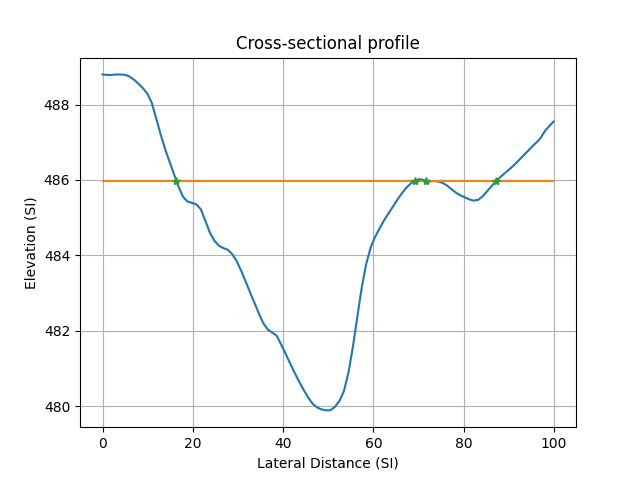 Cross-sectional profile
Elevation (SI)
488
486
484
482
480
0 20 40 60 80 100
Lateral Distance (SI)